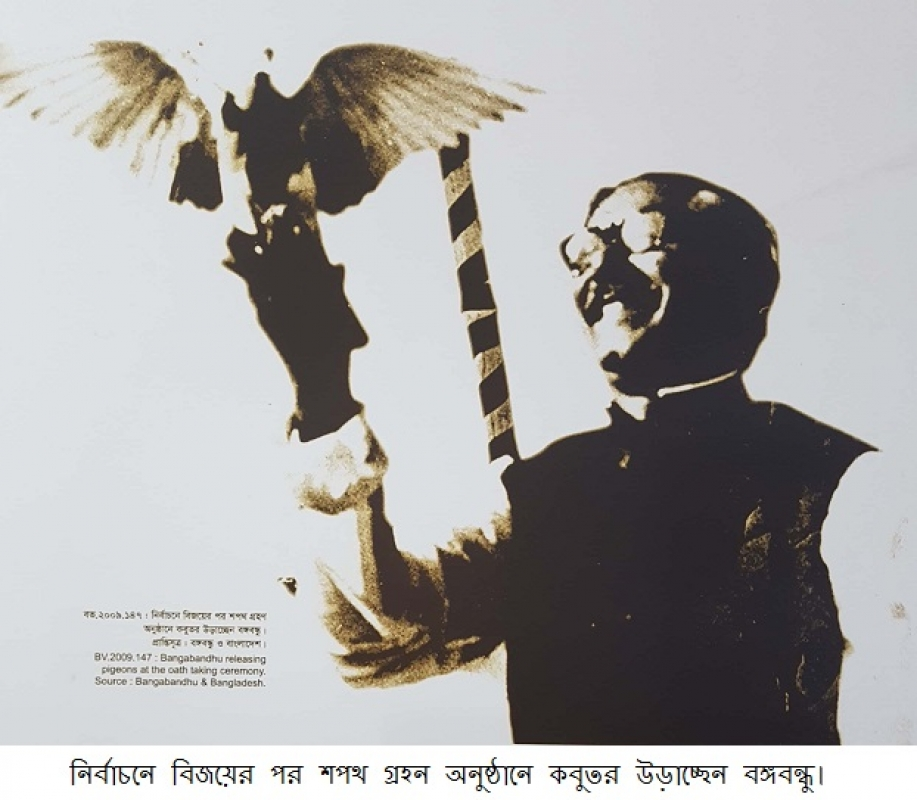 বত.২০০৯.১৪৭ : নির্বাচনে বিজয়ের পর শপথ গ্রহণ
অনুষ্ঠানে কবুতর উড়াচ্ছেন বঙ্গবন্ধু।
প্রাপ্তিসূত্র : বঙ্গবন্ধু ও বাংলাদেশ।
BV.2009.147 : Bangabandhu releasing
pigeons at the oath taking ceremony.
Source : Bangabandhu & Bangladesh.
নির্বাচনে বিজয়ের পর শপথ গ্রহন অনুষ্ঠানে কবুতর উড়াচ্ছেন বঙ্গবন্ধু।